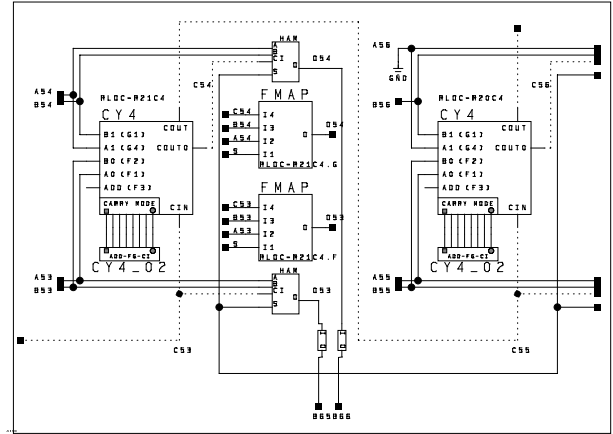 HAM
A
B
CI
S
O
D54
A56
GND
C54
C56
A54
B54
RLOC=R21C4
CY4
COUT
B1(G1)
A1(G4)
COUT0
B0(F2)
A0(F1)
ADD(F3)
CARRY MODE
CIN
ADD-FG-CI
CY4_02
FMAP
C54
I4
B54
I3
A54
I2
S
I1
O
D54
RLOC=R21C4.G
FMAP
C53
I4
B53
I3
A53
I2
S
I1
O
D53
RLOC=R21C4.F
B56
RLOC=R20C4
CY4
COUT
B1(G1)
A1(G4)
COUT0
B0(F2)
A0(F1)
ADD(F3)
CARRY MODE
CIN
ADD-FG-CI
CY4_02
A53
B53
HAM
A
B
CI
S
O
D53
A55
B55
C53
C55
B65
B66